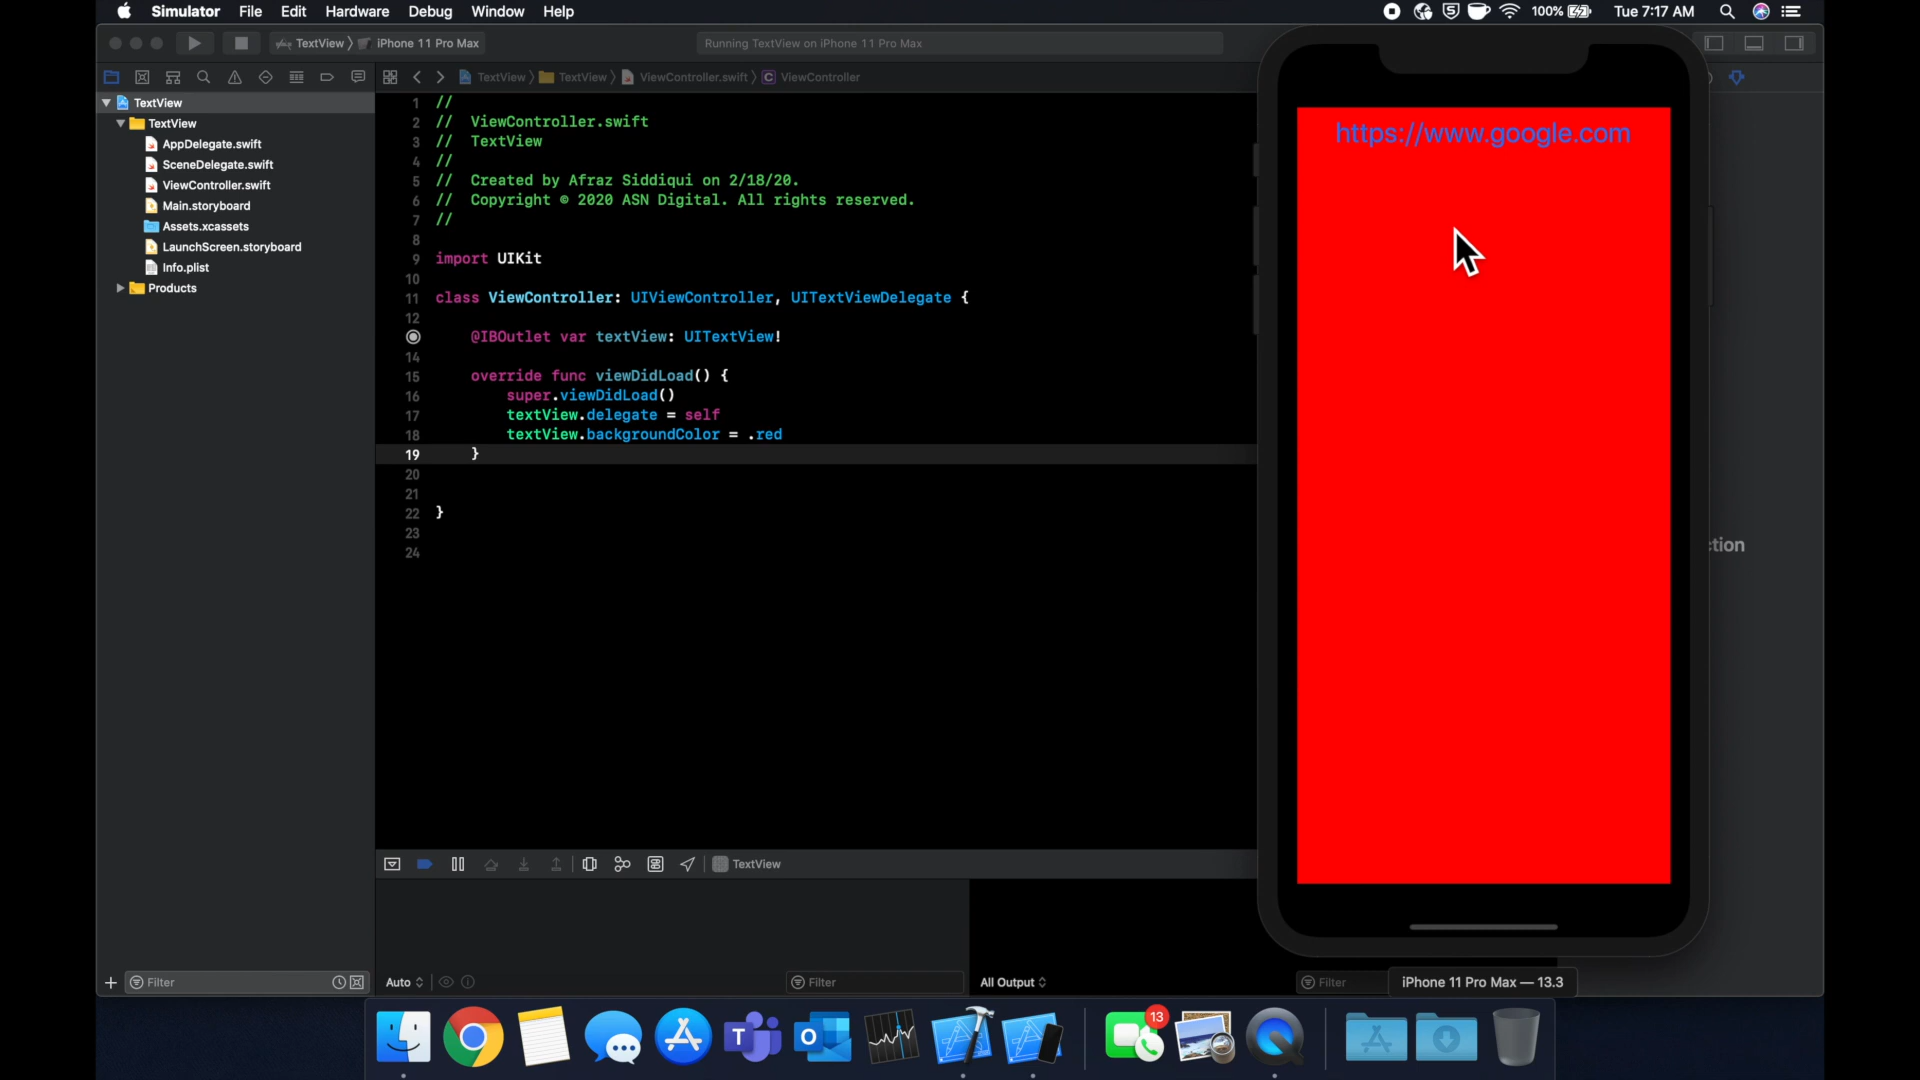 Simulator File Edit Hardware Debug Window Help 100% Tue 7:17 AM
TextView iPhone 11 Pro Max Running TextView on iPhone 11 Pro Max
TextView TextView ViewController.swift C ViewController
TextView
TextView
AppDelegate.swift
SceneDelegate.swift
ViewController.swift
Main.storyboard
Assets.xcassets
LaunchScreen.storyboard
Info.plist
Products
1 //
2 // ViewController.swift
3 // TextView
4 //
5 // Created by Afraz Siddiqui on 2/18/20.
6 // Copyright © 2020 ASN Digital. All rights reserved.
7 //
8
9 import UIKit
10
11 class ViewController: UIViewController, UITextViewDelegate {
12
@IBOutlet var textView: UITextView!
14
15 override func viewDidLoad() {
16 super.viewDidLoad()
17 textView.delegate = self
18 textView.backgroundColor = .red
19 }
20
21
22 }
23
24
https://www.google.com
ction
TextView
Filter Auto Filter All Output Filter iPhone 11 Pro Max — 13.3
13